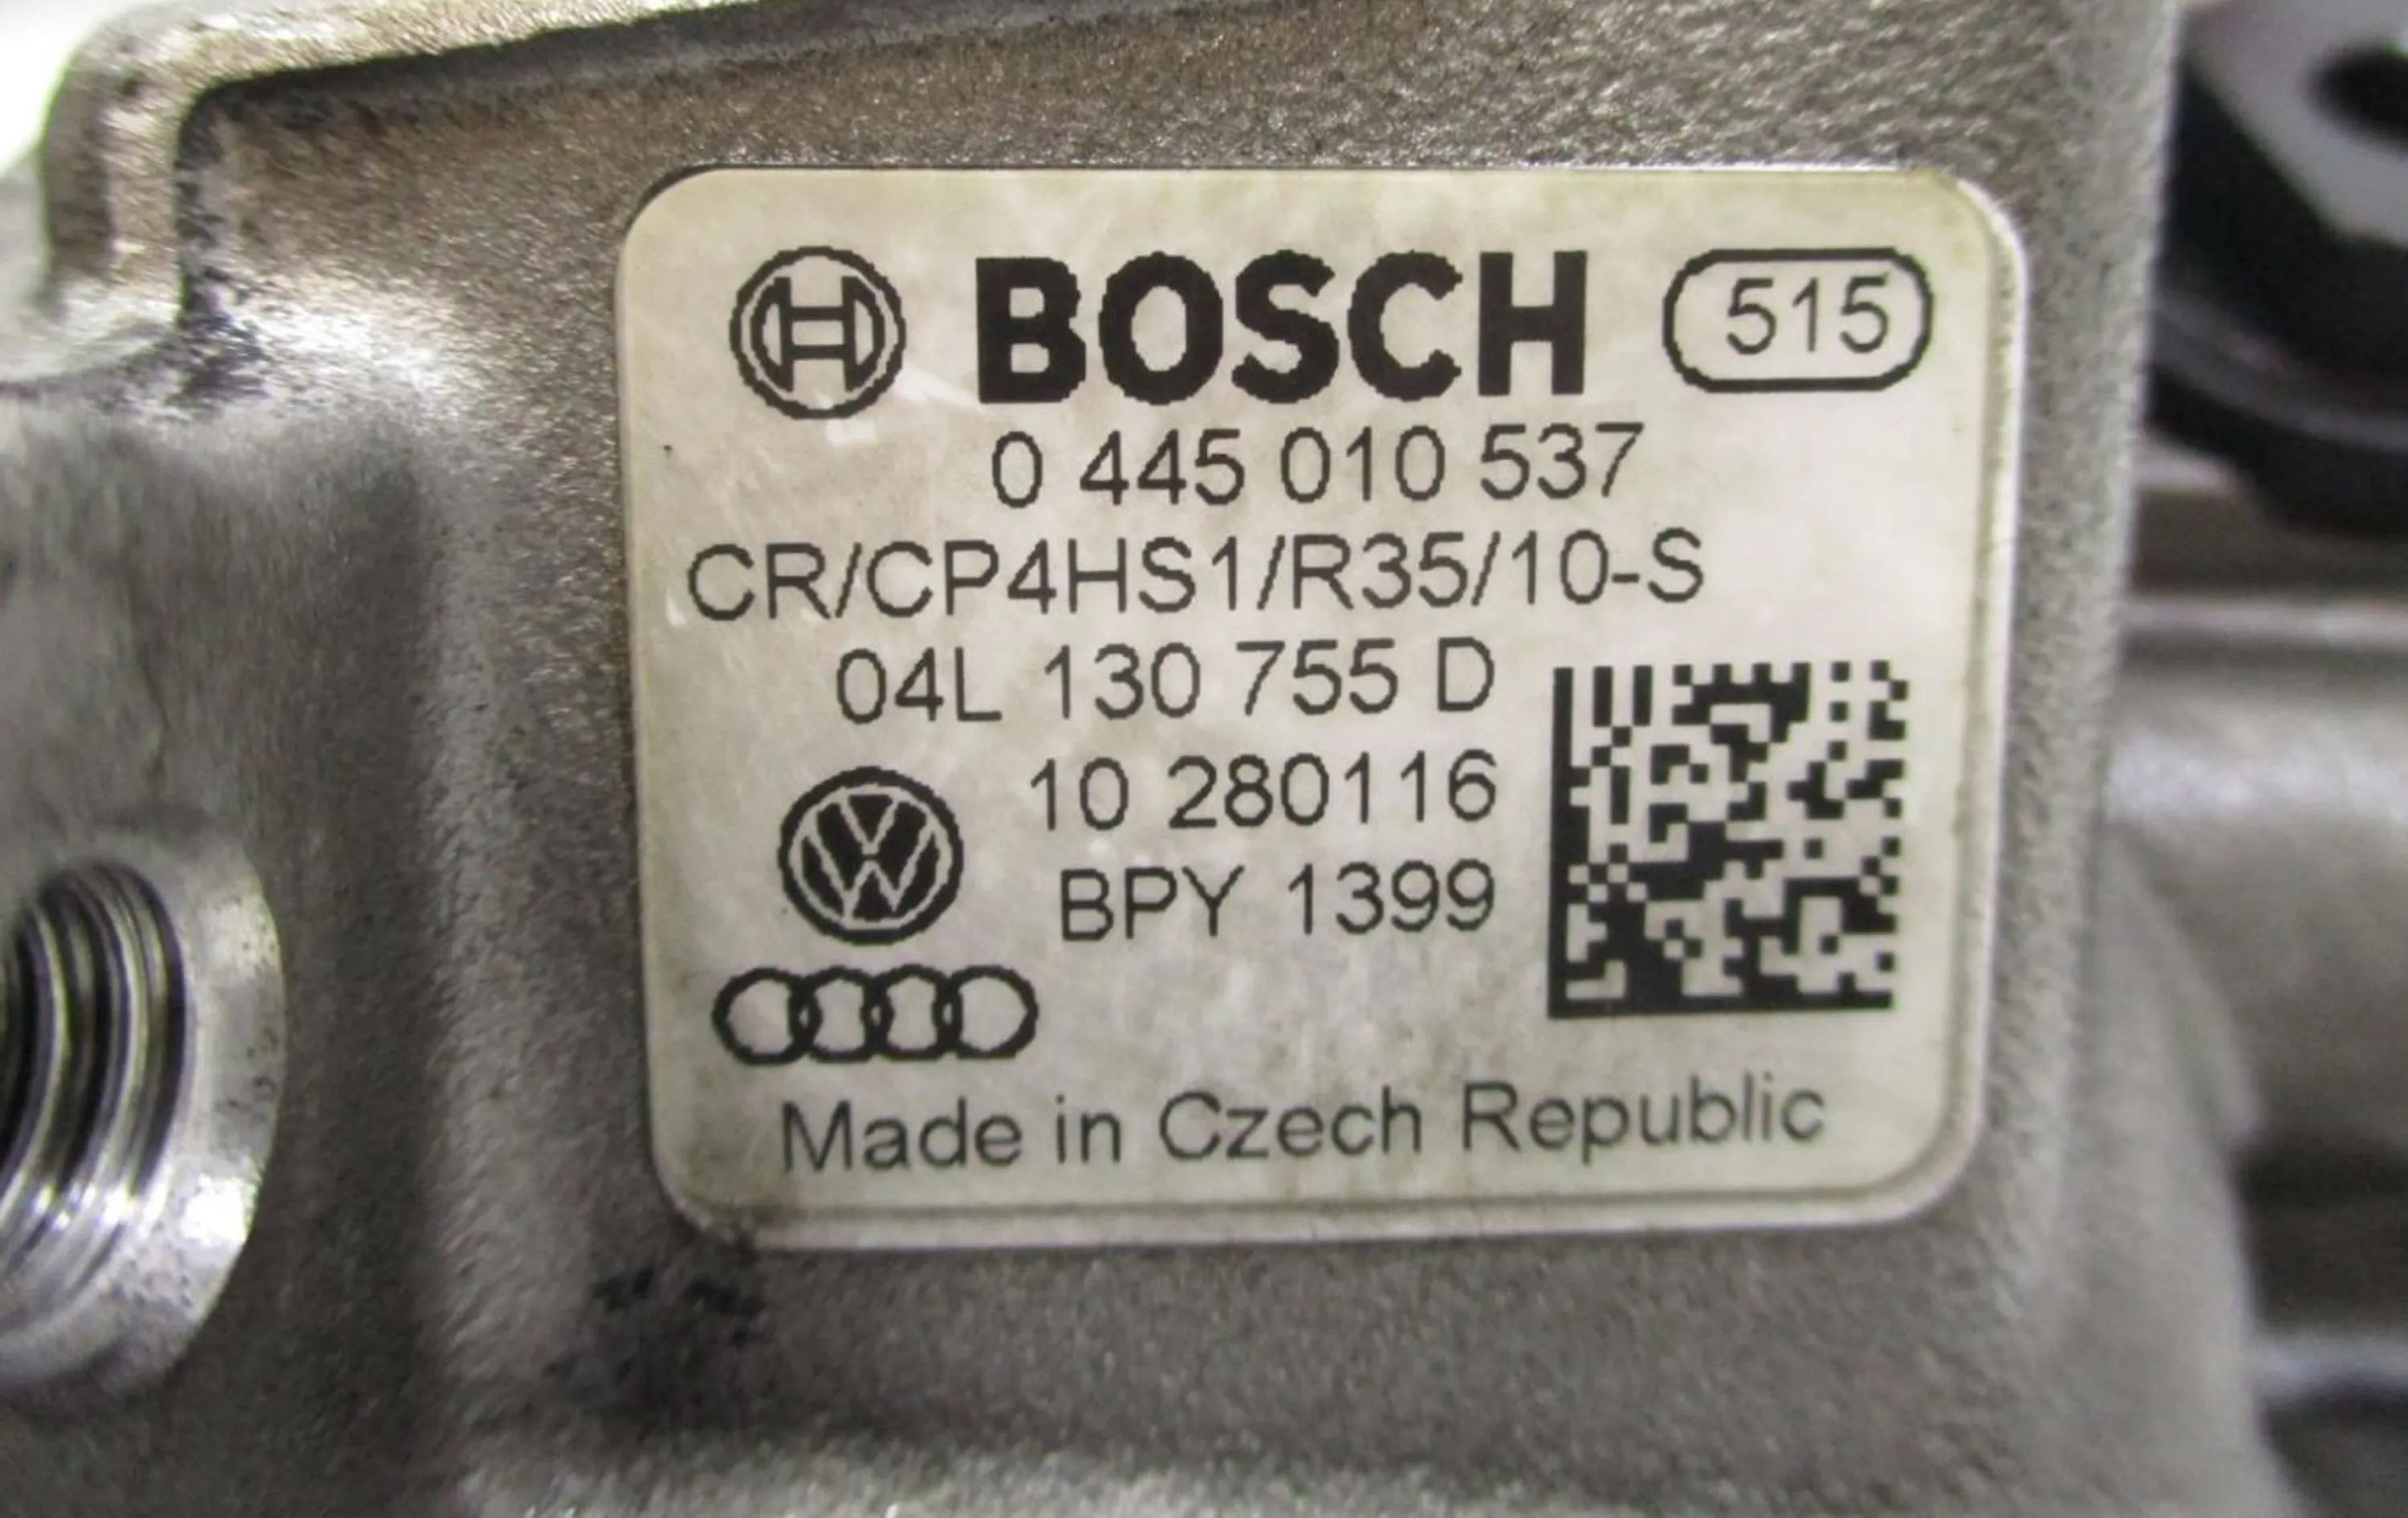 BOSCH 515
0 445 010 537
CR/CP4HS1/R35/10-S
04L 130 755 D
10 280116
BPY 1399
Made in Czech Republic